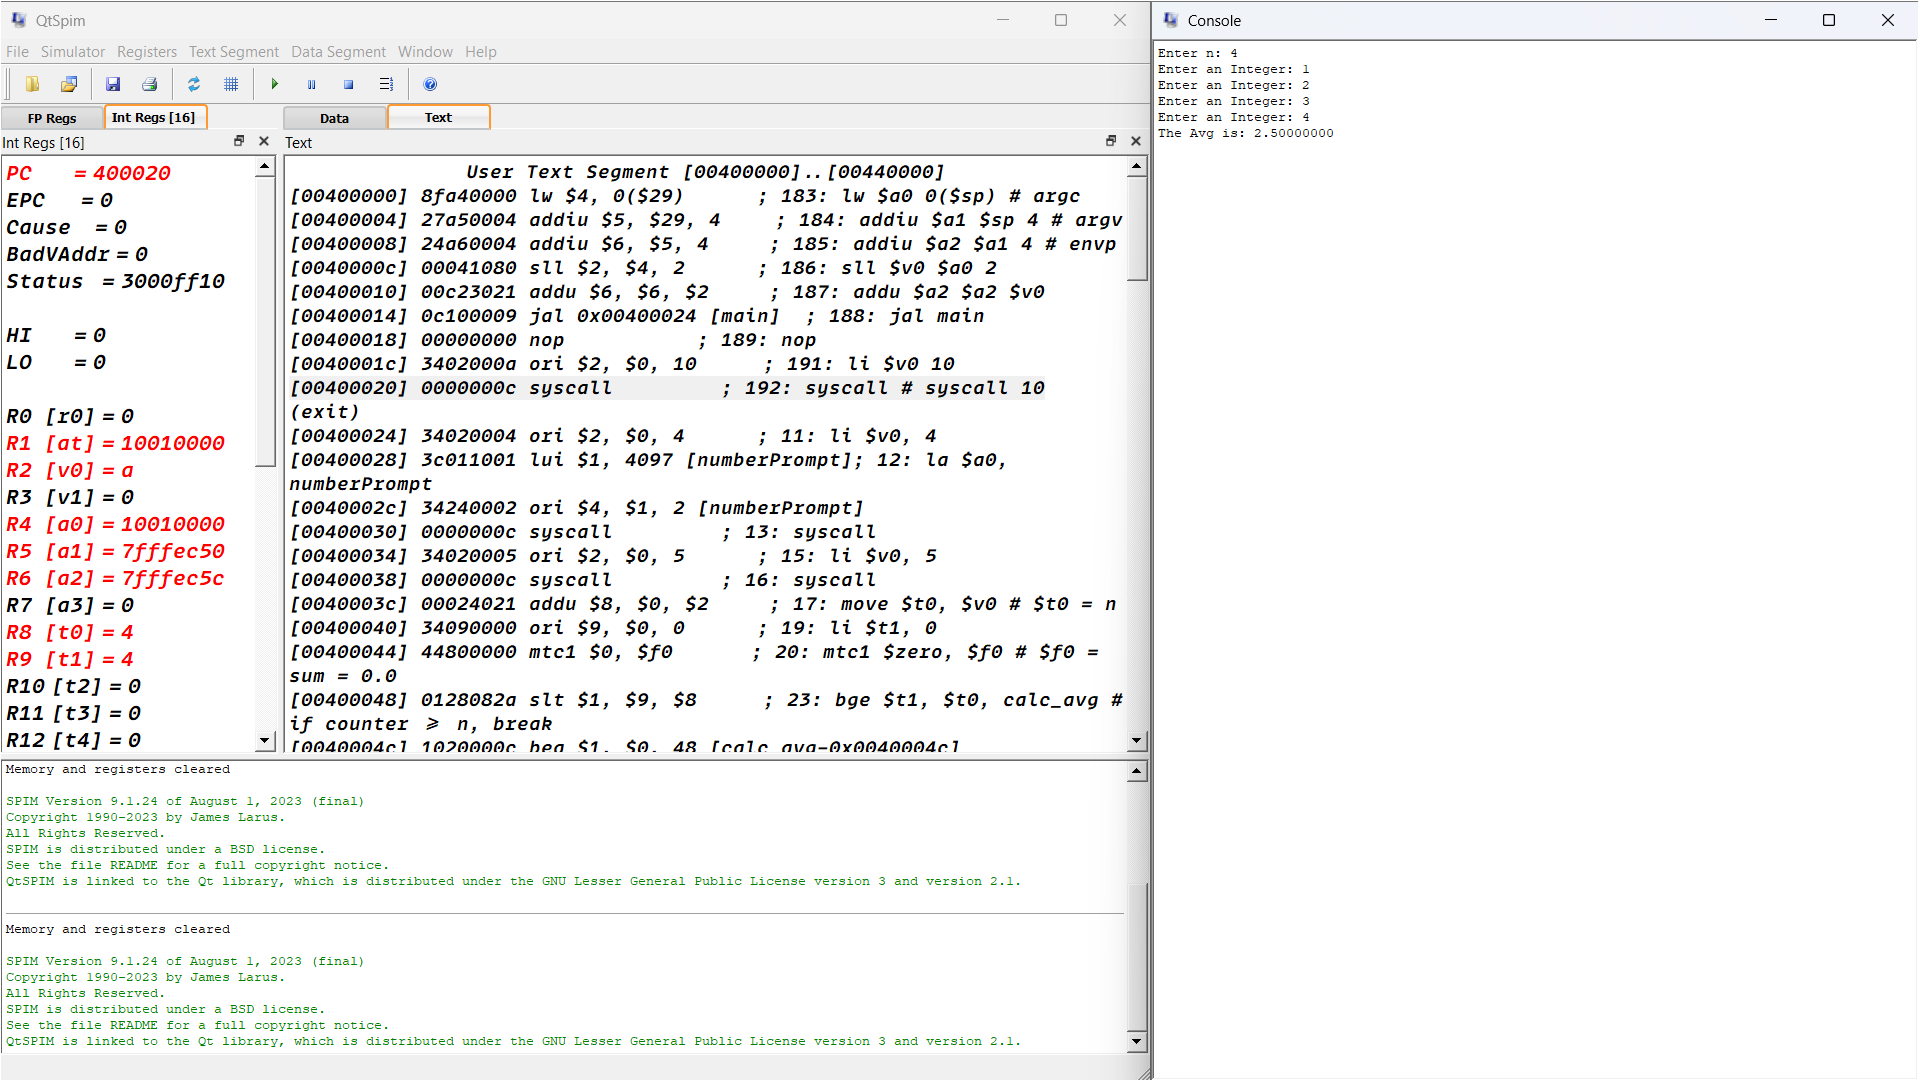 QtSpim
File Simulator Registers Text Segment Data Segment Window Help
FP Regs Int Regs [16] Data Text
Int Regs [16]
PC = 400020
EPC = 0
Cause = 0
BadVAddr = 0
Status = 3000ff10
HI = 0
LO = 0
R0 [r0] = 0
R1 [at] = 10010000
R2 [v0] = a
R3 [v1] = 0
R4 [a0] = 10010000
R5 [a1] = 7fffec50
R6 [a2] = 7fffec5c
R7 [a3] = 0
R8 [t0] = 4
R9 [t1] = 4
R10 [t2] = 0
R11 [t3] = 0
R12 [t4] = 0
Text
User Text Segment [00400000]..[00440000]
[00400000] 8fa40000 lw $4, 0($29) ; 183: lw $a0 0($sp) # argc
[00400004] 27a50004 addiu $5, $29, 4 ; 184: addiu $a1 $sp 4 # argv
[00400008] 24a60004 addiu $6, $5, 4 ; 185: addiu $a2 $a1 4 # envp
[0040000c] 00041080 sll $2, $4, 2 ; 186: sll $v0 $a0 2
[00400010] 00c23021 addu $6, $6, $2 ; 187: addu $a2 $a2 $v0
[00400014] 0c100009 jal 0x00400024 [main] ; 188: jal main
[00400018] 00000000 nop ; 189: nop
[0040001c] 3402000a ori $2, $0, 10 ; 191: li $v0 10
[00400020] 0000000c syscall ; 192: syscall # syscall 10
(exit)
[00400024] 34020004 ori $2, $0, 4 ; 11: li $v0, 4
[00400028] 3c011001 lui $1, 4097 [numberPrompt]; 12: la $a0,
numberPrompt
[0040002c] 34240002 ori $4, $1, 2 [numberPrompt]
[00400030] 0000000c syscall ; 13: syscall
[00400034] 34020005 ori $2, $0, 5 ; 15: li $v0, 5
[00400038] 0000000c syscall ; 16: syscall
[0040003c] 00024021 addu $8, $0, $2 ; 17: move $t0, $v0 # $t0 = n
[00400040] 34090000 ori $9, $0, 0 ; 19: li $t1, 0
[00400044] 44800000 mtc1 $0, $f0 ; 20: mtc1 $zero, $f0 # $f0 =
sum = 0.0
[00400048] 0128082a slt $1, $9, $8 ; 23: bge $t1, $t0, calc_avg #
if counter >= n, break
[0040004c] 1020000c beq $1, $0, 48 [calc_avg-0x0040004c]
Memory and registers cleared
SPIM Version 9.1.24 of August 1, 2023 (final)
Copyright 1990-2023 by James Larus.
All Rights Reserved.
SPIM is distributed under a BSD license.
See the file README for a full copyright notice.
QtSPIM is linked to the Qt library, which is distributed under the GNU Lesser General Public License version 3 and version 2.1.
Memory and registers cleared
SPIM Version 9.1.24 of August 1, 2023 (final)
Copyright 1990-2023 by James Larus.
All Rights Reserved.
SPIM is distributed under a BSD license.
See the file README for a full copyright notice.
QtSPIM is linked to the Qt library, which is distributed under the GNU Lesser General Public License version 3 and version 2.1.
Console
Enter n: 4
Enter an Integer: 1
Enter an Integer: 2
Enter an Integer: 3
Enter an Integer: 4
The Avg is: 2.50000000